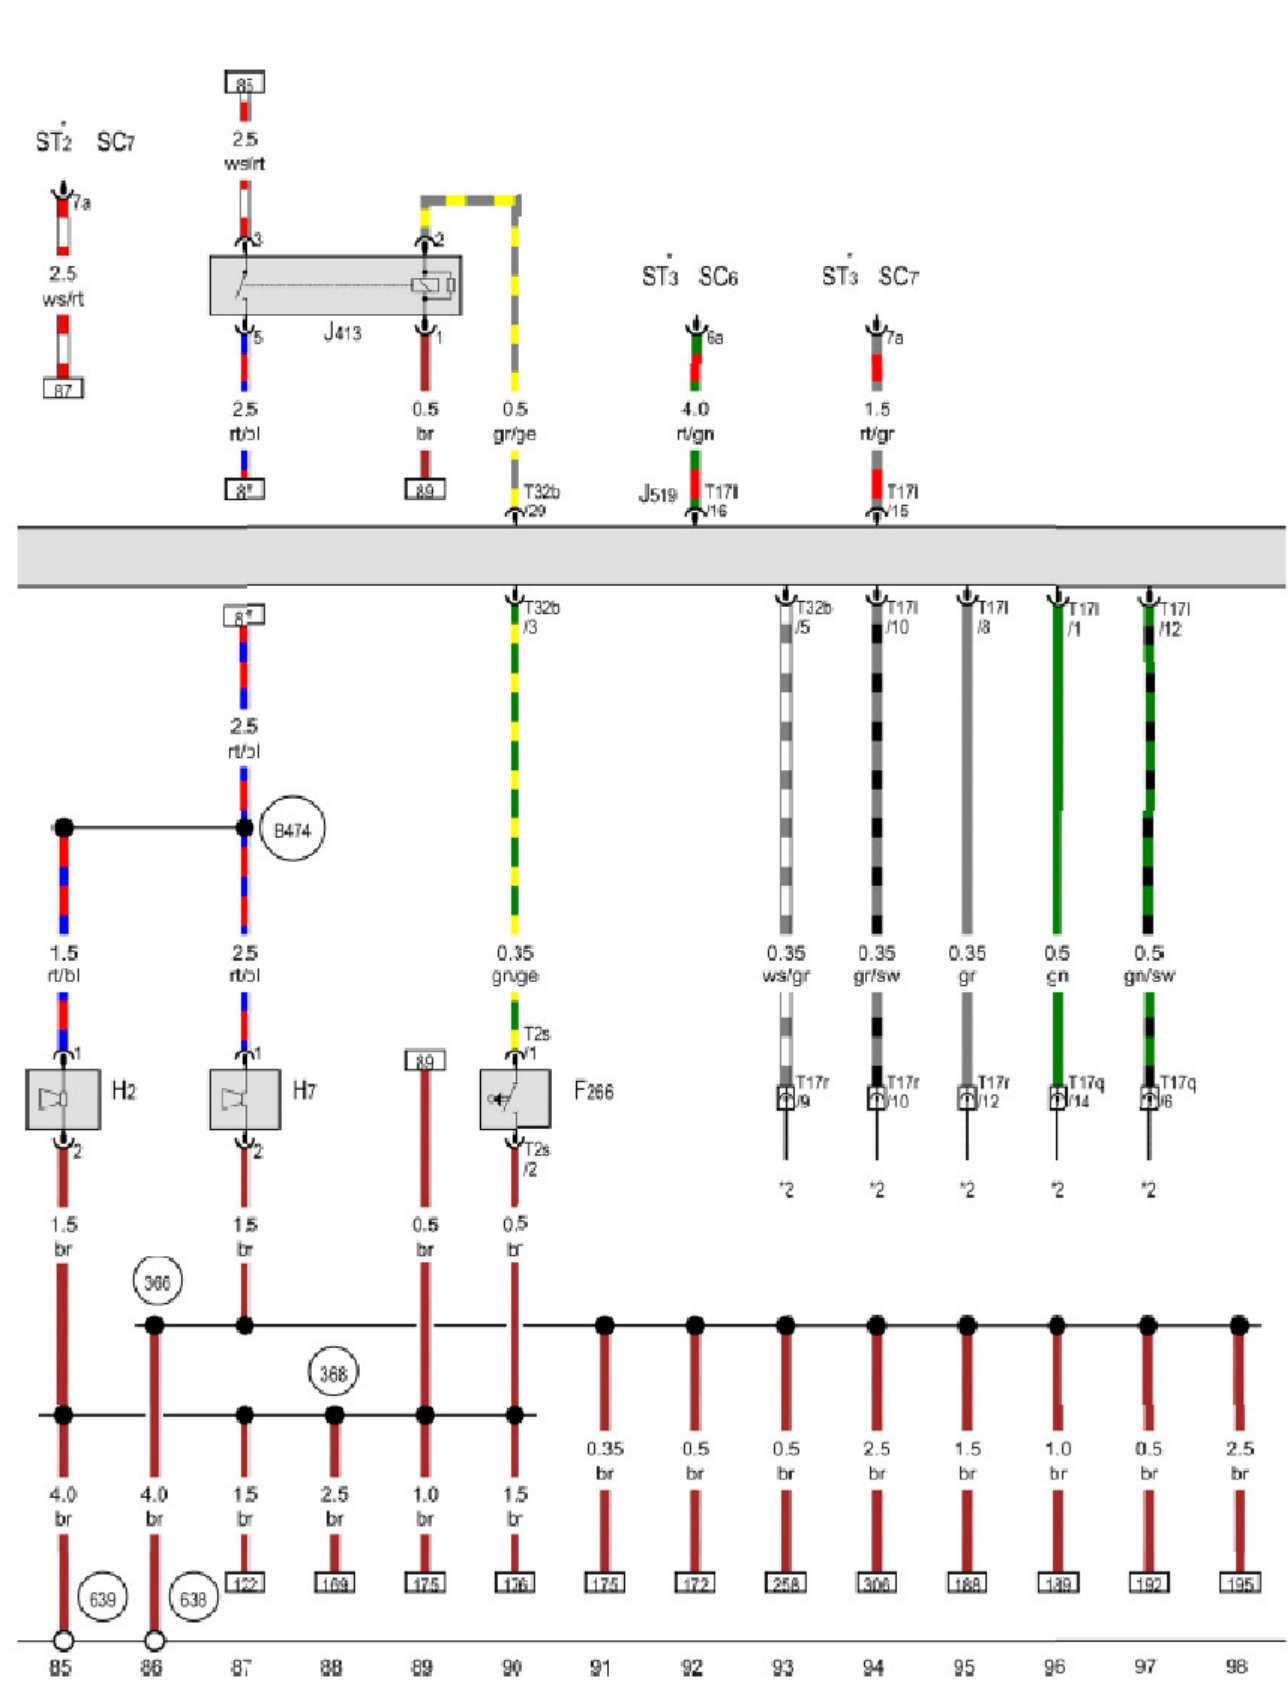 85
ST2* SC7
2.5
ws/rt
7a
3
2
2.5
ws/rt
ST3* SC6
ST3* SC7
87
5
J413
1
6a
7a
2.5
rt/bl
0.5
br
0.5
gr/ge
4.0
rt/gn
1.5
rt/gr
89
T32b
/29
J519
T17l
/16
T17l
/15
T32b
/3
T32b
/5
T17l
/10
T17l
/8
T17l
/1
T17l
/12
2.5
rt/bl
B474
1.5
rt/bl
2.5
rt/bl
0.35
gn/ge
0.35
ws/gr
0.35
gr/sw
0.35
gr
0.5
gn
0.5
gn/sw
1
1
89
T2s
/1
H2
H7
F266
T17r
/9
T17r
/10
T17r
/12
T17q
/14
T17q
/6
2
2
T2s
/2
*2
*2
*2
*2
*2
1.5
br
1.5
br
0.5
br
0.5
br
366
368
0.35
br
0.5
br
0.5
br
2.5
br
1.5
br
1.0
br
0.5
br
2.5
br
4.0
br
4.0
br
1.5
br
2.5
br
1.0
br
1.5
br
639
638
122
169
175
176
175
172
258
306
188
189
192
195
85
86
87
88
89
90
91
92
93
94
95
96
97
98